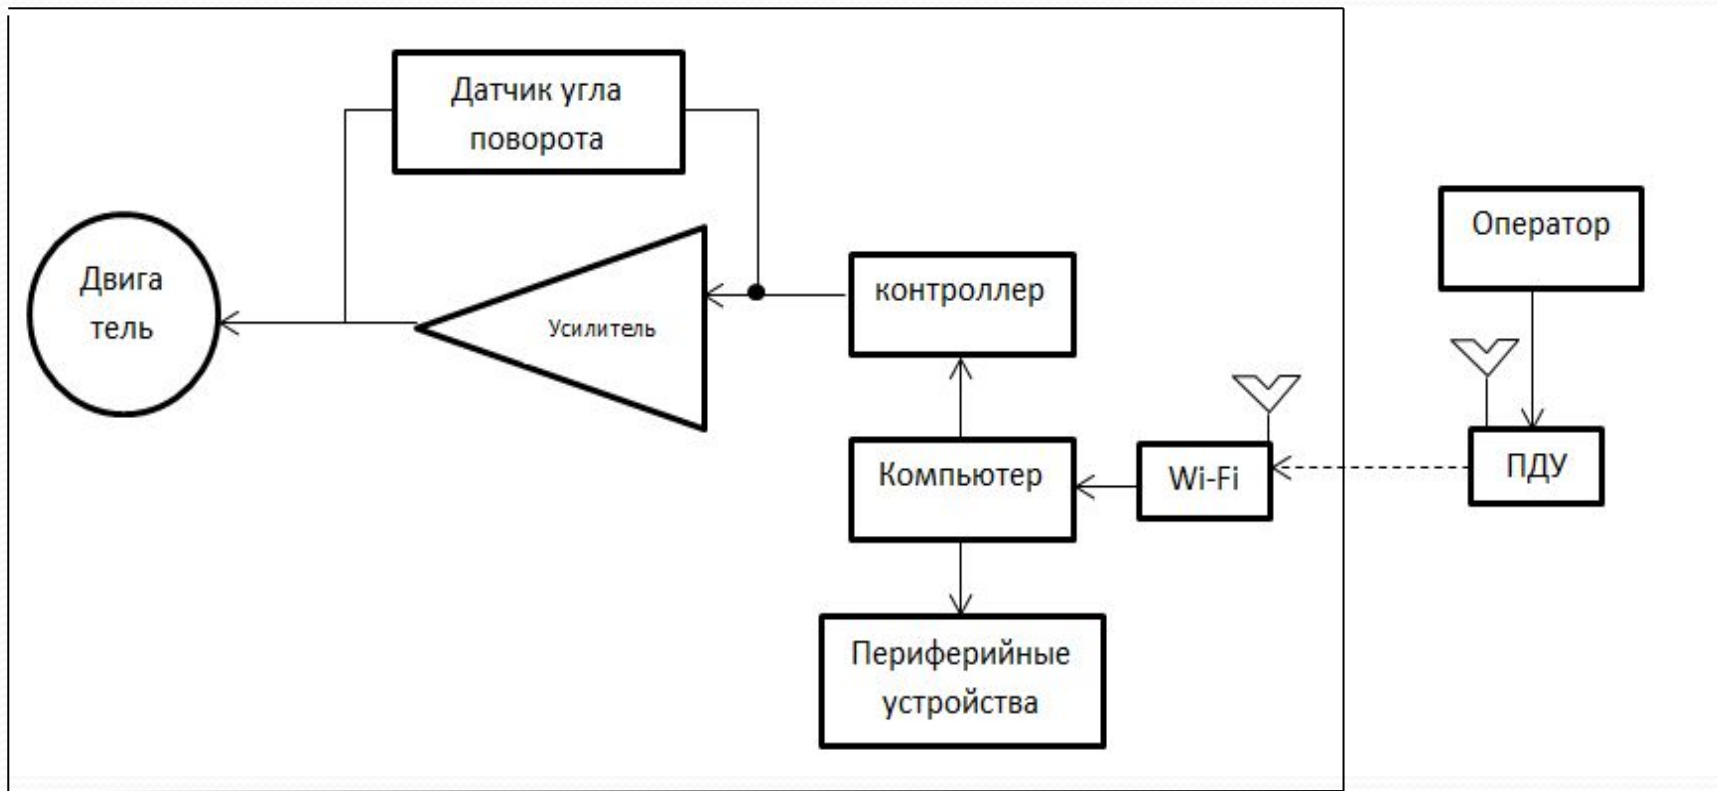 Датчик угла
поворота
Двига
тель
Усилитель
контроллер
Оператор
Компьютер
Wi-Fi
ПДУ
Периферийные
устройства